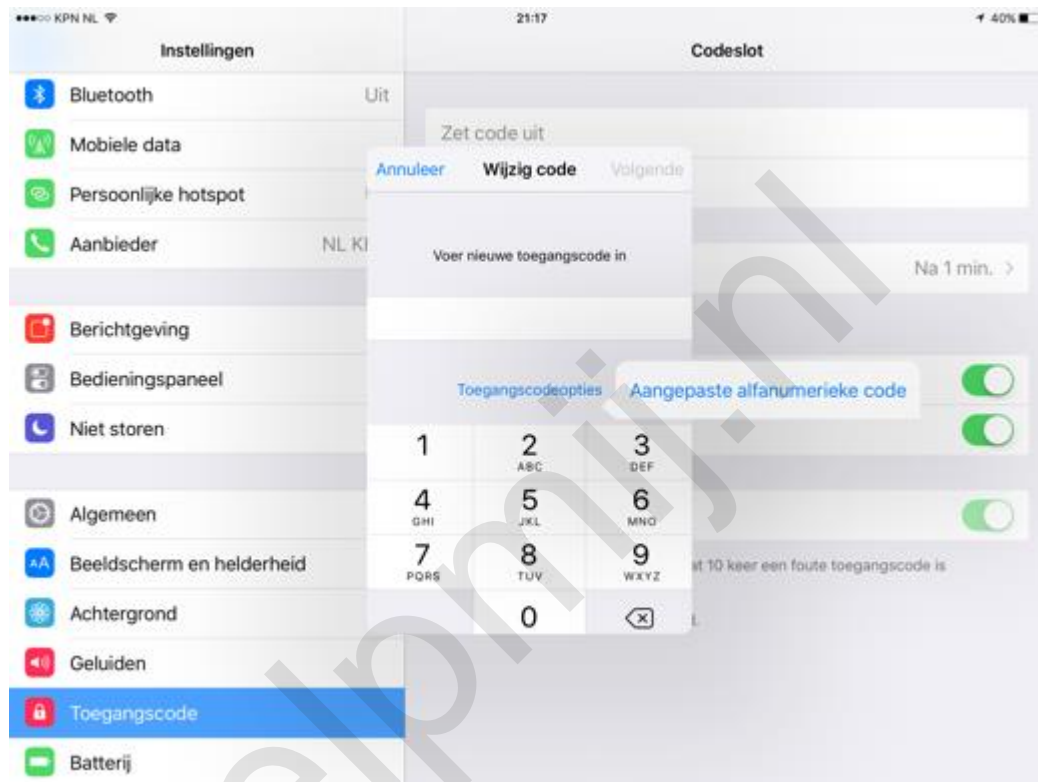 KPN NL
21:17
40%
Instellingen
Codeslot
Bluetooth
Uit
Mobiele data
Persoonlijke hotspot
Aanbieder
NL
Berichtgeving
Bedieningspaneel
Niet storen
Algemeen
Beeldscherm en helderheid
Achtergrond
Geluiden
Toegangscode
Batterij
Zet code uit
Na 1 min. >
Annuleer
Wijzig code
Volgende
Voer nieuwe toegangscode in
Toegangscodeopties
Aangepaste alfanumerieke code
1
2
ABC
3
DEF
4
GHI
5
JKL
6
MNO
7
PQRS
8
TUV
9
WXYZ
0
10 keer een foute toegangscode is
elpmij.nl